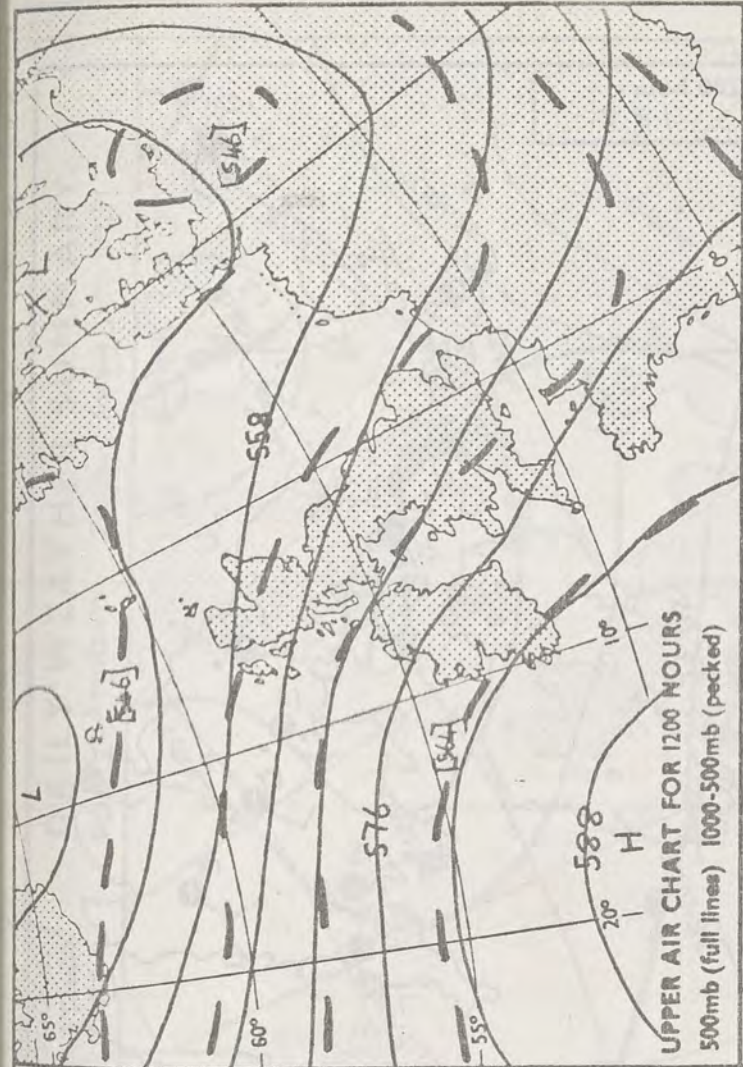 L
[546]
L
558
[546]
0°
65°
60°
576
[564]
10°
55°
588
H
20°
UPPER AIR CHART FOR 1200 HOURS
500mb (full lines) 1000-500mb (pecked)